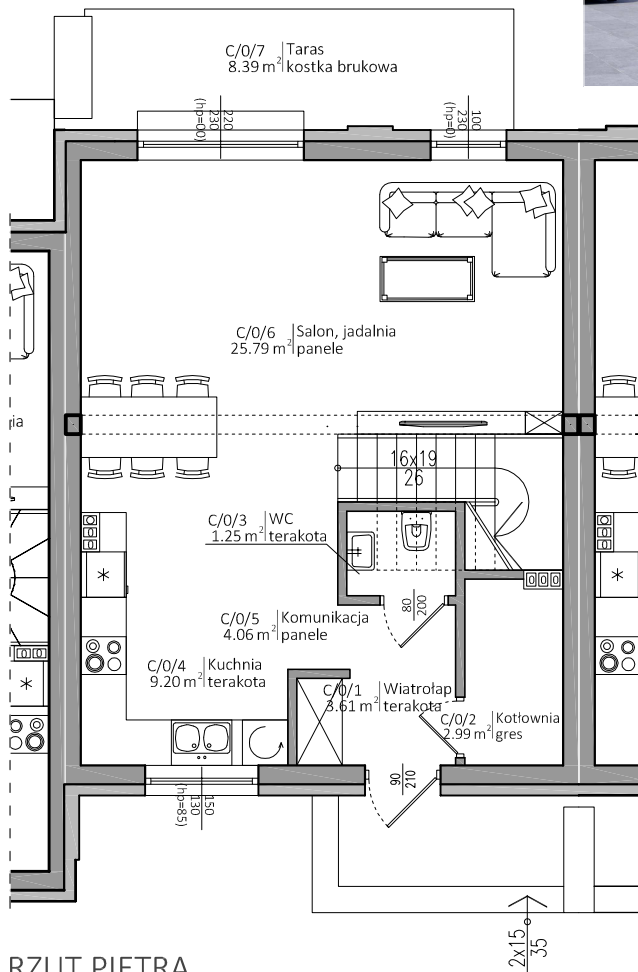 C/0/7 Taras
8.39 m² kostka brukowa
220
230
(hp=00)
100
230
(hp=0)
C/0/6 Salon, jadalnia
25.79 m² panele
ia
16x19
26
C/0/3 WC
1.25 m² terakota
80
200
C/0/5 Komunikacja
4.06 m² panele
C/0/4 Kuchnia
9.20 m² terakota
C/0/1 Wiatrołap
3.61 m² terakota
C/0/2 Kotłownia
2.99 m² gres
90
210
150
130
(hp=85)
2x15
35
RZUT PIĘTRA